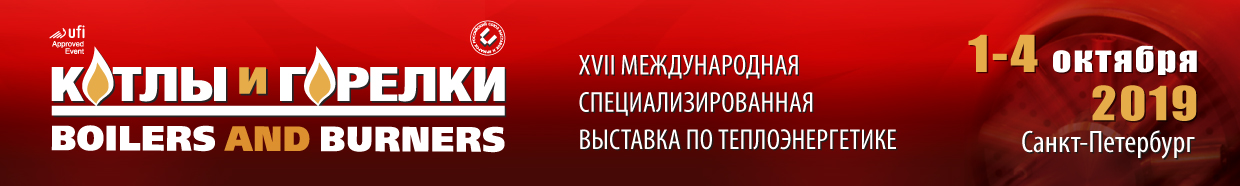 ufi
Approved
Event
КОТЛЫ И ГОРЕЛКИ
BOILERS AND BURNERS
XVII МЕЖДУНАРОДНАЯ
СПЕЦИАЛИЗИРОВАННАЯ
ВЫСТАВКА ПО ТЕПЛОЭНЕРГЕТИКЕ
1-4 октября
2019
Санкт-Петербург